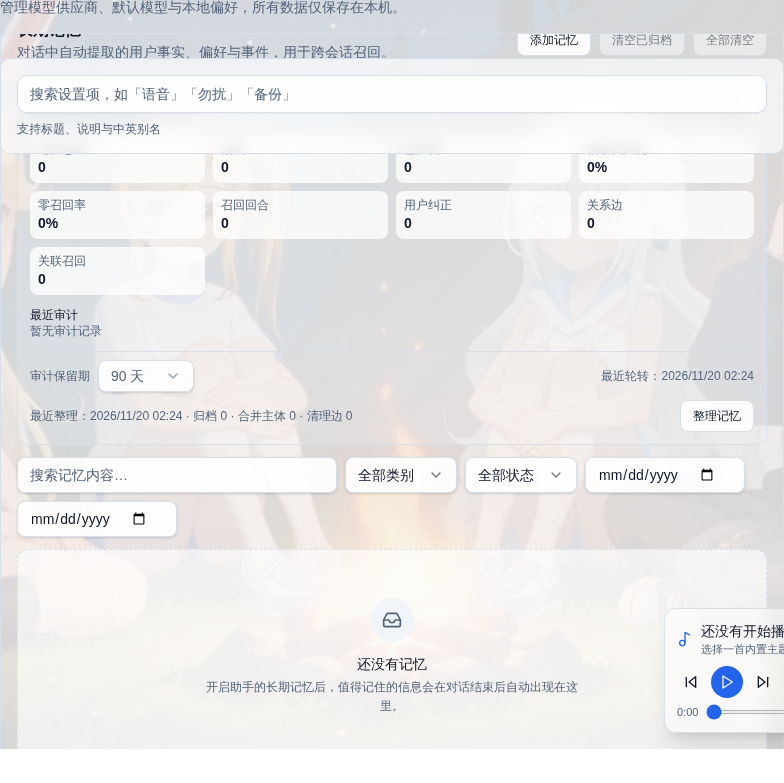 管理模型供应商、默认模型与本地偏好，所有数据仅保存在本机。
对话中自动提取的用户事实、偏好与事件，用于跨会话召回。
添加记忆 清空已归档 全部清空
搜索设置项，如「语音」「勿扰」「备份」
支持标题、说明与中英别名
0 0 0 0%
零召回率 召回回合 用户纠正 关系边
0% 0 0 0
关联召回
0
最近审计
暂无审计记录
审计保留期 90 天 最近轮转：2026/11/20 02:24
最近整理：2026/11/20 02:24 · 归档 0 · 合并主体 0 · 清理边 0 整理记忆
搜索记忆内容… 全部类别 全部状态 mm/dd/yyyy
mm/dd/yyyy
还没有记忆
开启助手的长期记忆后，值得记住的信息会在对话结束后自动出现在这
里。
还没有开始播
选择一首内置主题
0:00